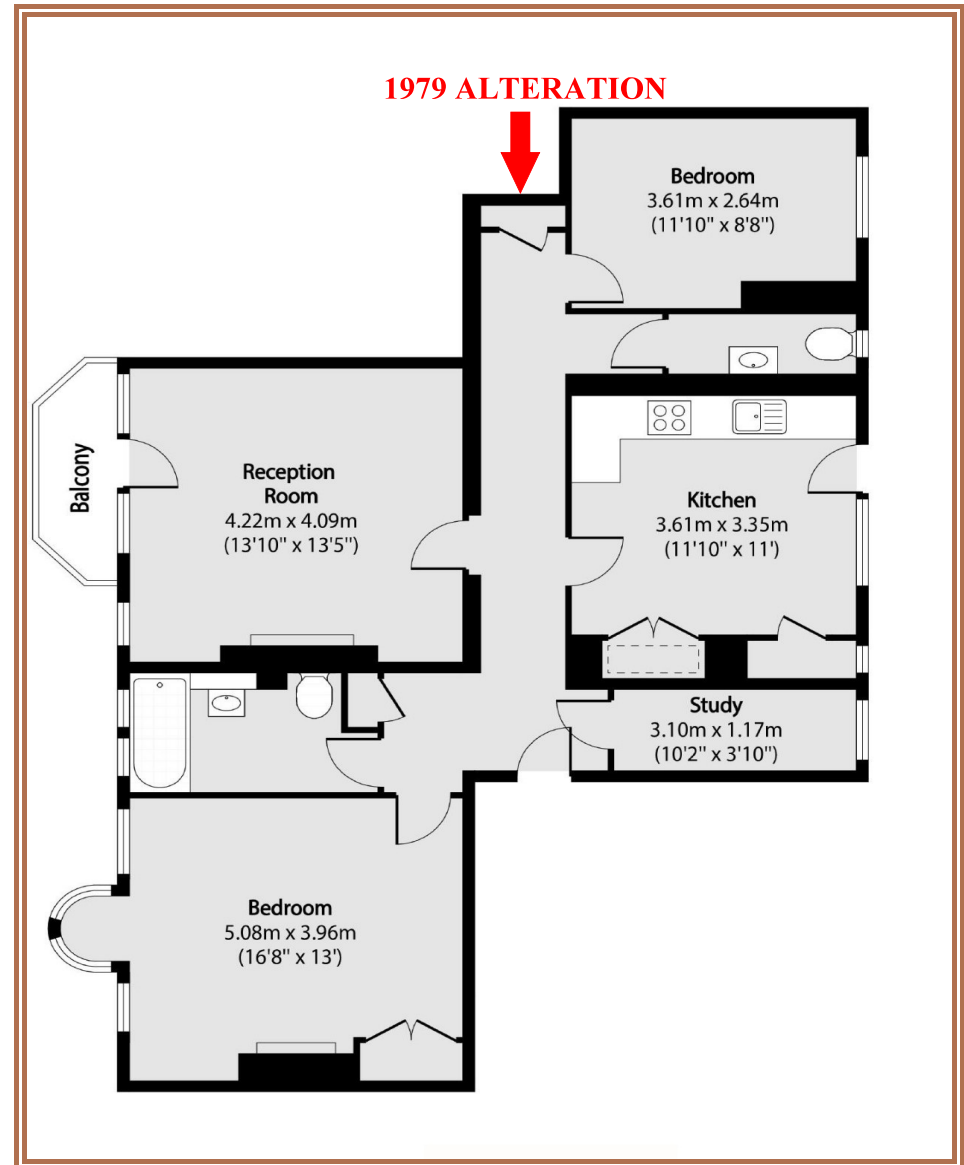 1979 ALTERATION
Bedroom
3.61m x 2.64m
(11'10" x 8'8")
Balcony
Reception
Room
4.22m x 4.09m
(13'10" x 13'5")
Kitchen
3.61m x 3.35m
(11'10" x 11')
Study
3.10m x 1.17m
(10'2" x 3'10")
Bedroom
5.08m x 3.96m
(16'8" x 13')